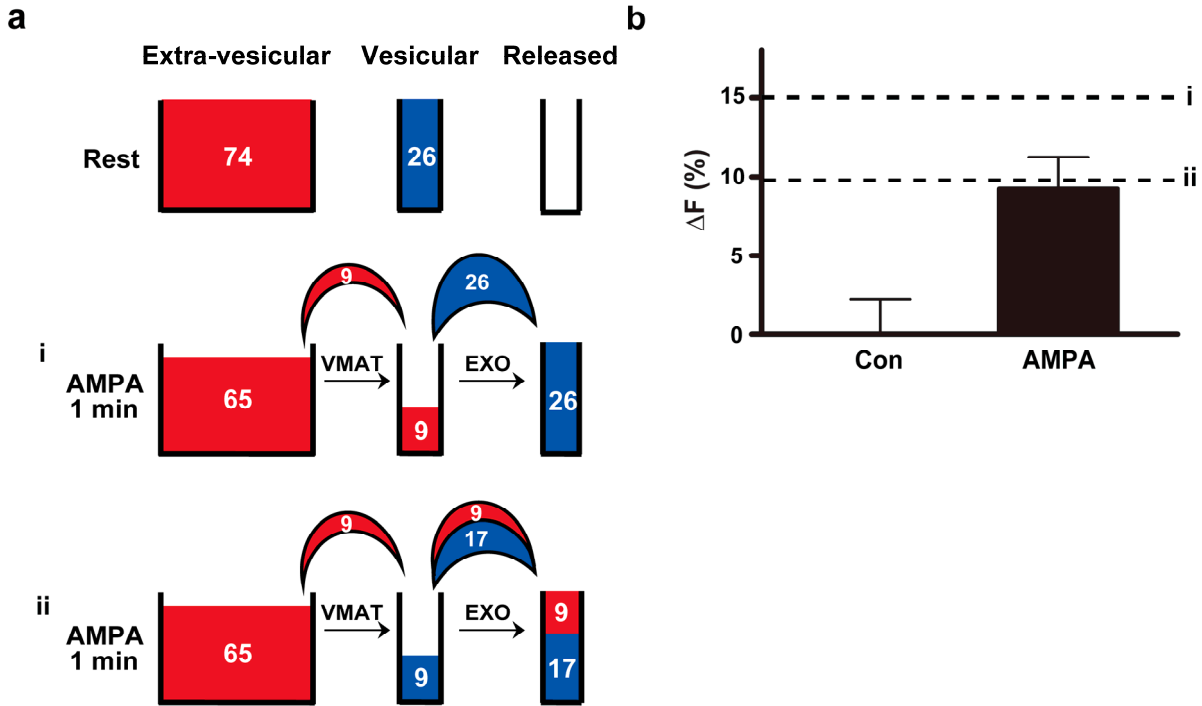 a
Extra-vesicular Vesicular Released
Rest
74
26
9
26
i
AMPA
1 min
65
VMAT
9
EXO
26
9
9
17
ii
AMPA
1 min
65
VMAT
9
EXO
9
17
b
ΔF (%)
15
10
5
0
i
ii
Con
AMPA